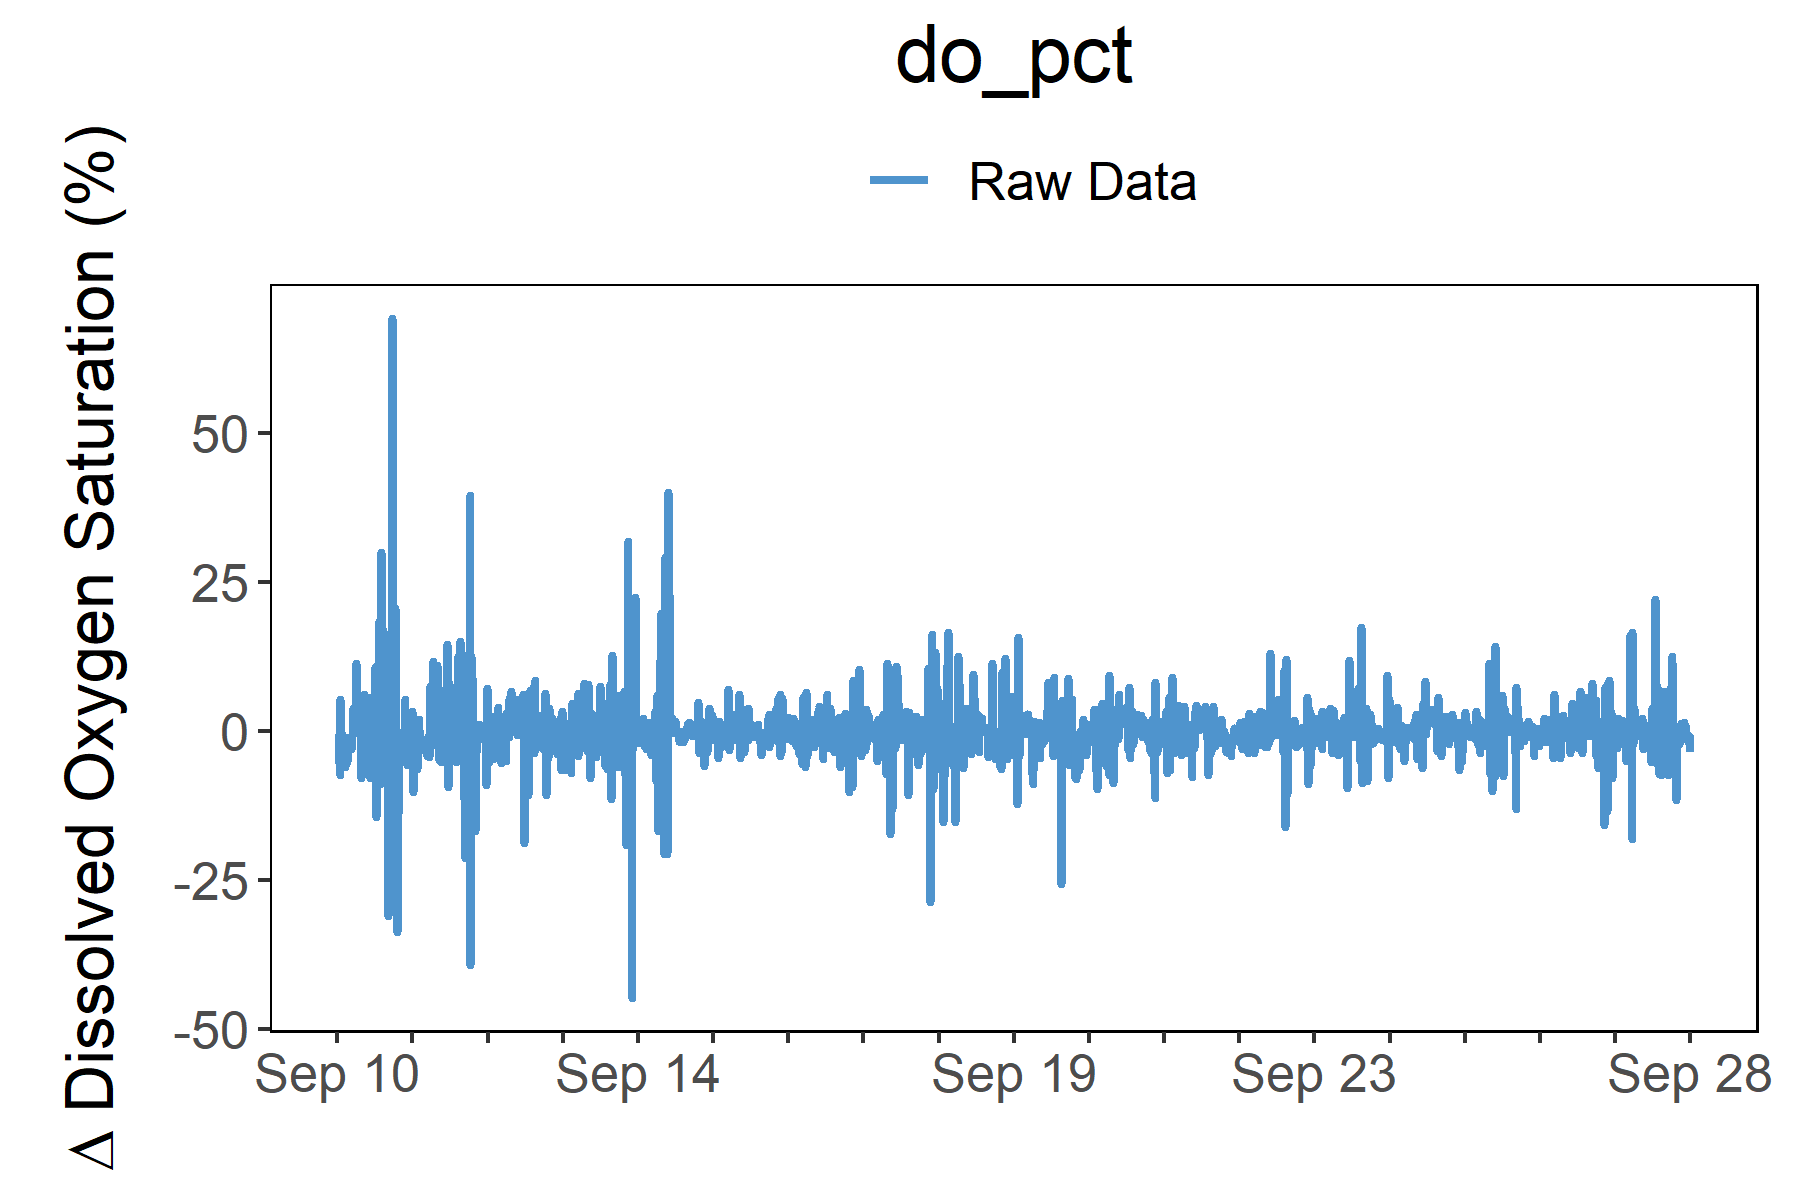 do_pct
Raw Data
Δ Dissolved Oxygen Saturation (%)
50
25
0
-25
-50
Sep 10 Sep 14 Sep 19 Sep 23 Sep 28